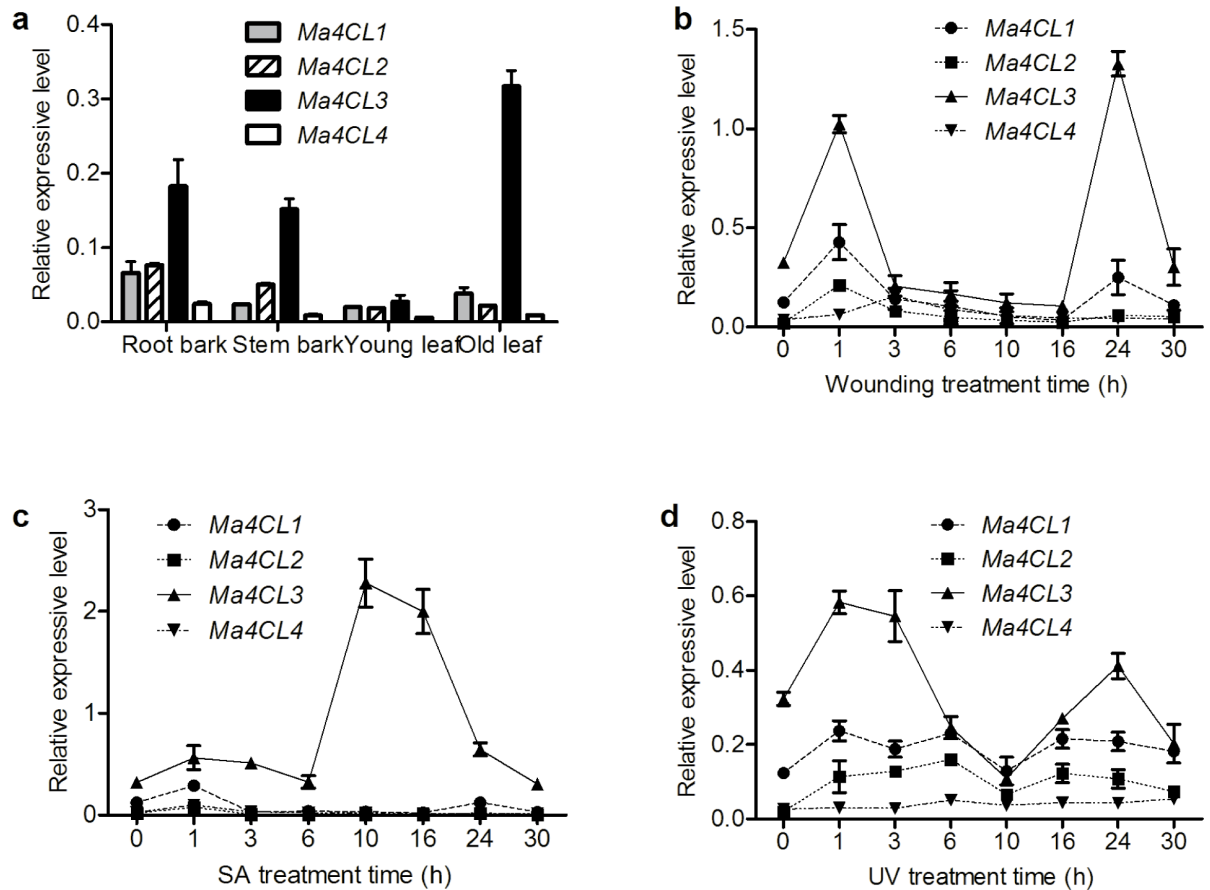 a
Relative expressive level
0.4
0.3
0.2
0.1
0.0
Ma4CL1
Ma4CL2
Ma4CL3
Ma4CL4
Root bark Stem bark Young leaf Old leaf
b
Relative expressive level
1.5
1.0
0.5
0.0
Ma4CL1
Ma4CL2
Ma4CL3
Ma4CL4
0 1 3 6 10 16 24 30
Wounding treatment time (h)
c
Relative expressive level
3
2
1
0
Ma4CL1
Ma4CL2
Ma4CL3
Ma4CL4
0 1 3 6 10 16 24 30
SA treatment time (h)
d
Relative expressive level
0.8
0.6
0.4
0.2
0.0
Ma4CL1
Ma4CL2
Ma4CL3
Ma4CL4
0 1 3 6 10 16 24 30
UV treatment time (h)